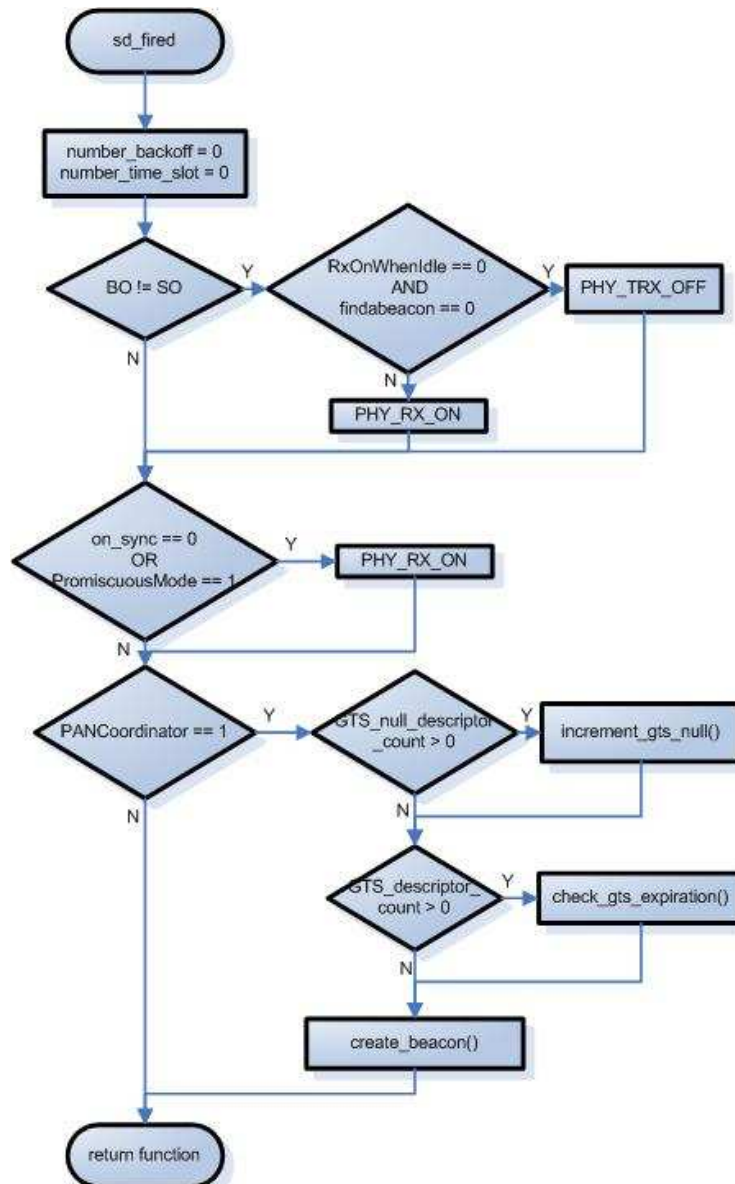 sd_fired
number_backoff = 0
number_time_slot = 0
BO != SO
Y
RxOnWhenIdle == 0
AND
findabeacon == 0
Y
PHY_TRX_OFF
N
N
PHY_RX_ON
on_sync == 0
OR
PromiscuousMode == 1
Y
PHY_RX_ON
N
PANCoordinator == 1
Y
GTS_null_descriptor
_count > 0
Y
increment_gts_null()
N
N
GTS_descriptor_
count > 0
Y
check_gts_expiration()
N
create_beacon()
return function